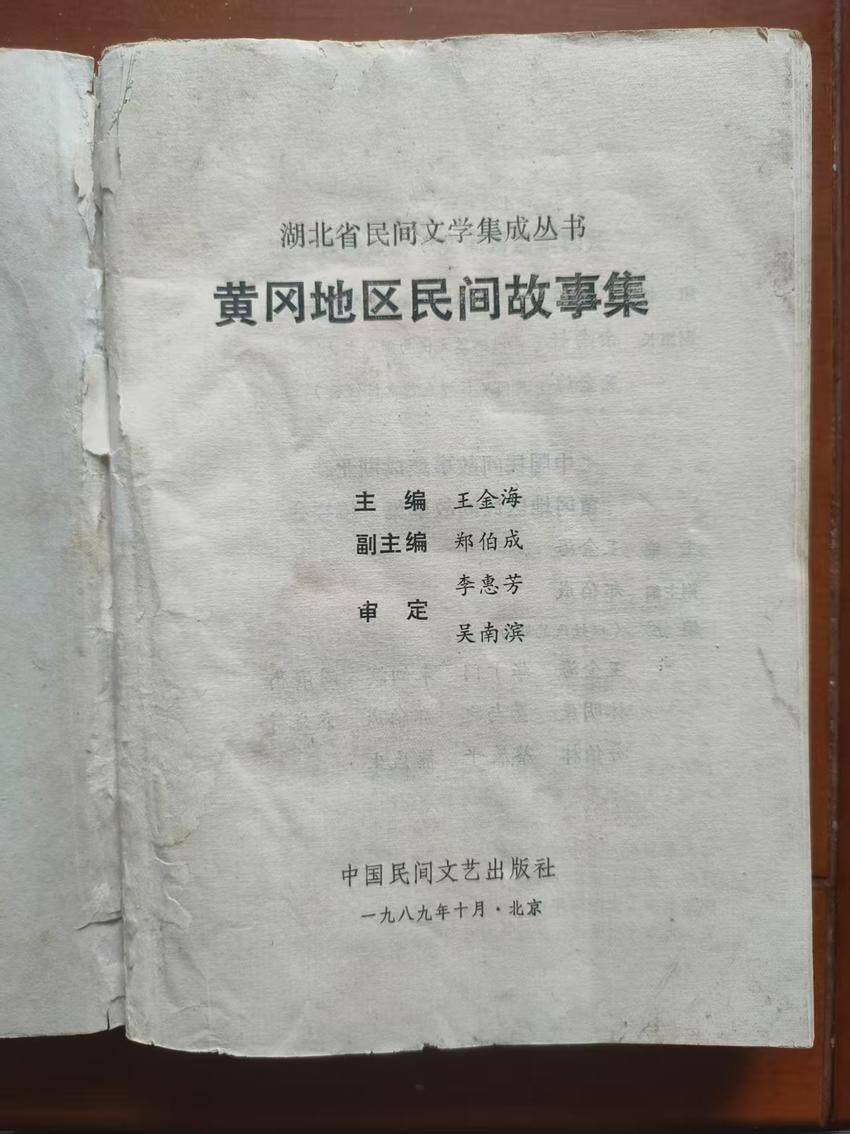 湖北省民间文学集成丛书
黄冈地区民间故事集
主 编 王金海
副主编 郑伯成
审 定 李惠芳
吴南滨
中国民间文艺出版社
一九八九年十月·北京